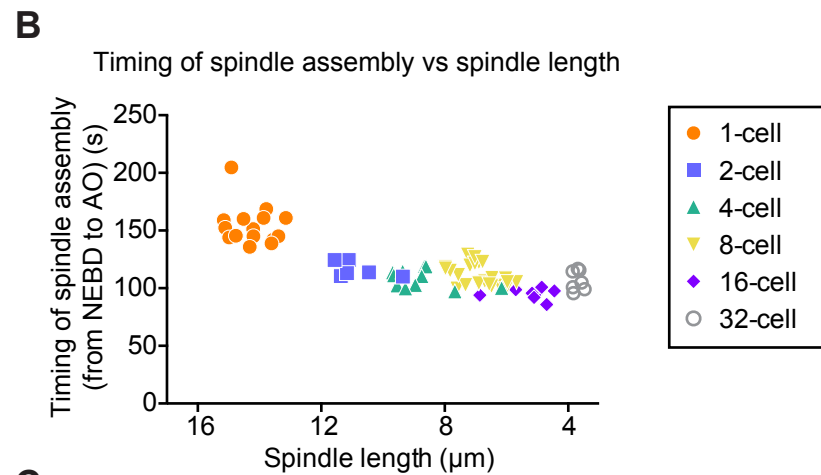 B
Timing of spindle assembly vs spindle length
Timing of spindle assembly
(from NEBD to AO) (s)
250
200
150
100
50
0
16 12 8 4
Spindle length (µm)
1-cell
2-cell
4-cell
8-cell
16-cell
32-cell